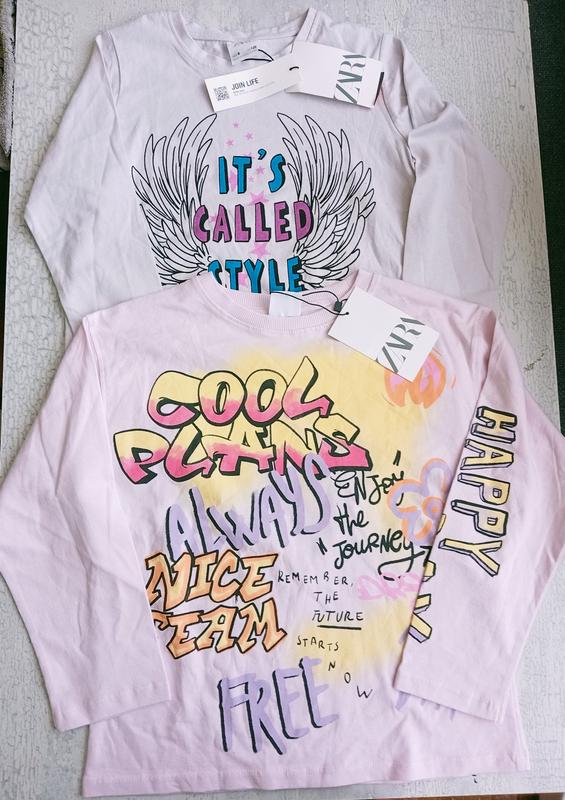 JOIN LIFE
ZARA
IT'S
CALLED
STYLE
ZARA
COOL
PLANS
ALWAYS
"ENJOY
the
JOURNEY"
HAPPY
NICE
TEAM
REMEMBER,
THE
FUTURE
STARTS
NOW
FREE